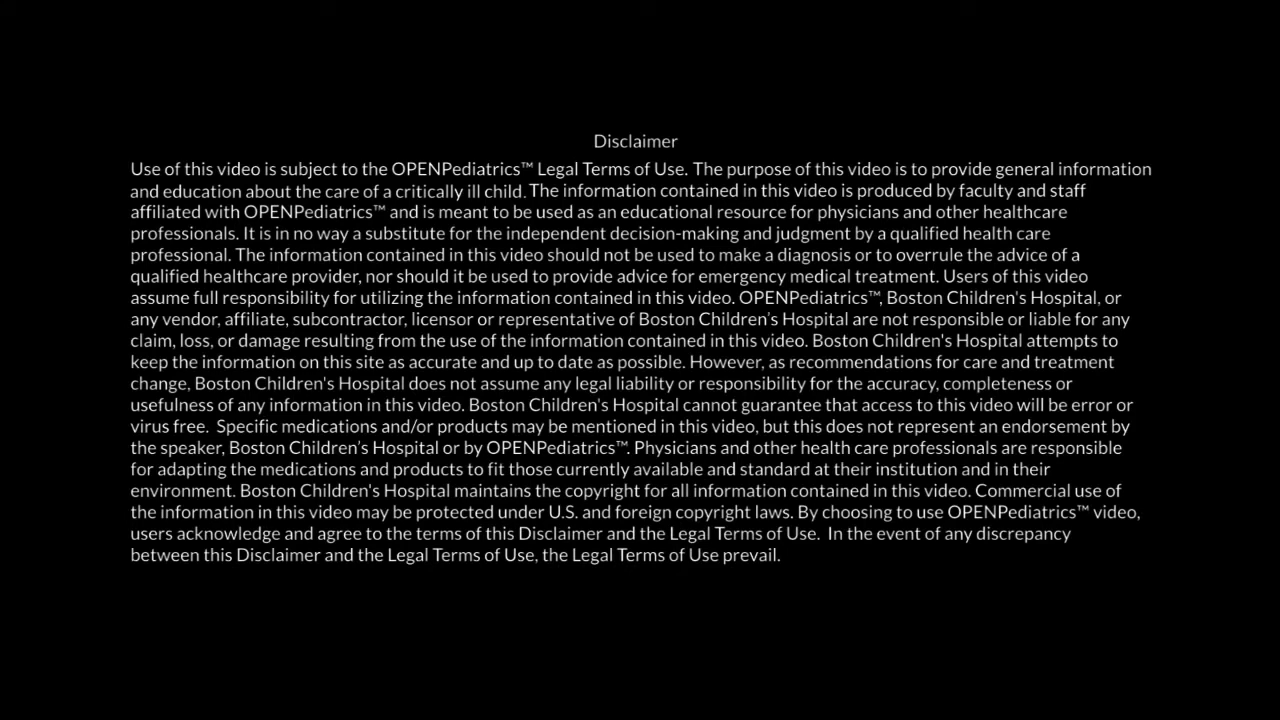 Disclaimer
Use of this video is subject to the OPENPediatrics™ Legal Terms of Use. The purpose of this video is to provide general information
and education about the care of a critically ill child. The information contained in this video is produced by faculty and staff
affiliated with OPENPediatrics™ and is meant to be used as an educational resource for physicians and other healthcare
professionals. It is in no way a substitute for the independent decision-making and judgment by a qualified health care
professional. The information contained in this video should not be used to make a diagnosis or to overrule the advice of a
qualified healthcare provider, nor should it be used to provide advice for emergency medical treatment. Users of this video
assume full responsibility for utilizing the information contained in this video. OPENPediatrics™, Boston Children's Hospital, or
any vendor, affiliate, subcontractor, licensor or representative of Boston Children’s Hospital are not responsible or liable for any
claim, loss, or damage resulting from the use of the information contained in this video. Boston Children's Hospital attempts to
keep the information on this site as accurate and up to date as possible. However, as recommendations for care and treatment
change, Boston Children's Hospital does not assume any legal liability or responsibility for the accuracy, completeness or
usefulness of any information in this video. Boston Children's Hospital cannot guarantee that access to this video will be error or
virus free.  Specific medications and/or products may be mentioned in this video, but this does not represent an endorsement by
the speaker, Boston Children’s Hospital or by OPENPediatrics™. Physicians and other health care professionals are responsible
for adapting the medications and products to fit those currently available and standard at their institution and in their
environment. Boston Children's Hospital maintains the copyright for all information contained in this video. Commercial use of
the information in this video may be protected under U.S. and foreign copyright laws. By choosing to use OPENPediatrics™ video,
users acknowledge and agree to the terms of this Disclaimer and the Legal Terms of Use.  In the event of any discrepancy
between this Disclaimer and the Legal Terms of Use, the Legal Terms of Use prevail.